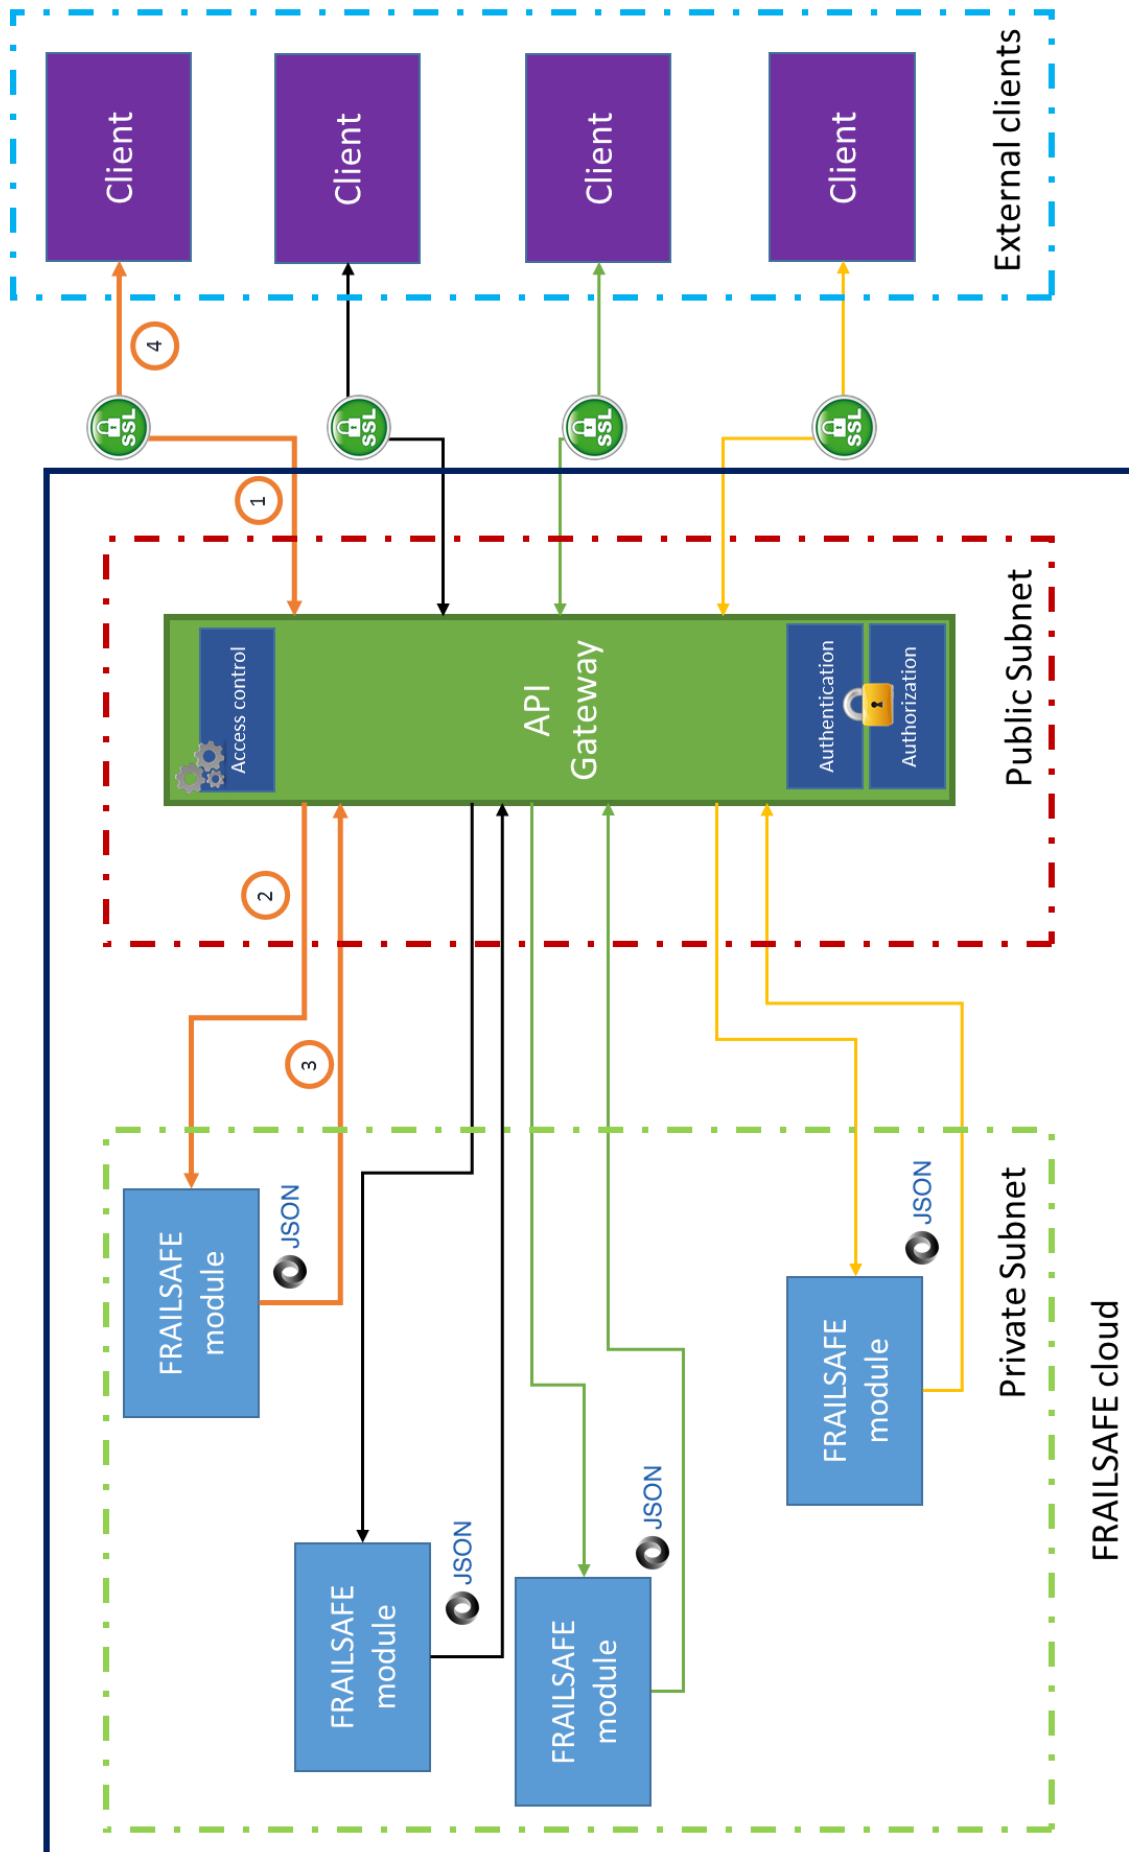 Client
Client
Client
Client
External clients
4
SSL
SSL
SSL
SSL
1
Access control
API
Gateway
Authentication
Authorization
Public Subnet
2
3
FRAILSAFE
module
JSON
FRAILSAFE
module
JSON
FRAILSAFE
module
JSON
FRAILSAFE
module
JSON
Private Subnet
FRAILSAFE cloud